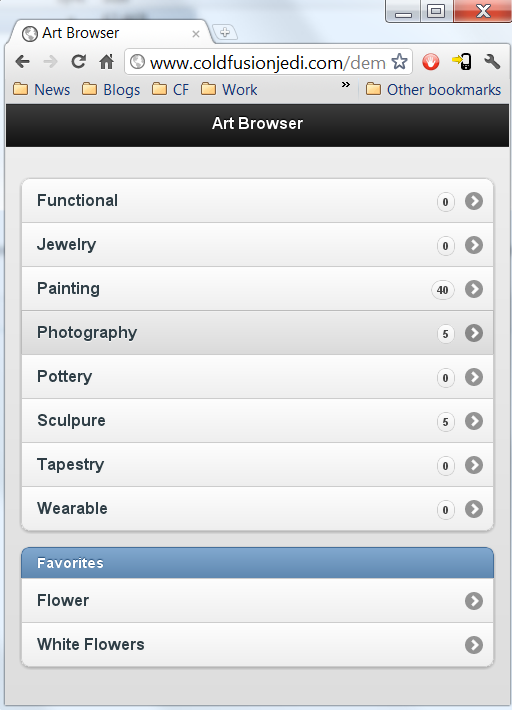 Art Browser
www.coldfusionjedi.com/dem
News Blogs CF Work » Other bookmarks
Art Browser
Functional 0
Jewelry 0
Painting 40
Photography 5
Pottery 0
Sculpure 5
Tapestry 0
Wearable 0
Favorites
Flower
White Flowers